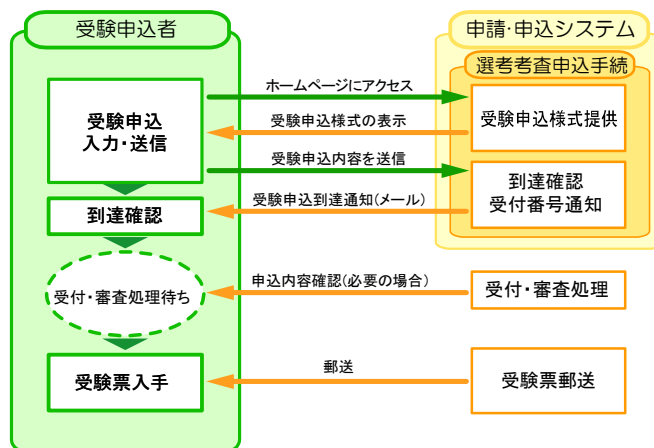 受験申込者
申請・申込システム
選考考査申込手続
ホームページにアクセス
受験申込
入力・送信
受験申込様式の表示
受験申込様式提供
受験申込内容を送信
到達確認
受付番号通知
到達確認
受験申込到達通知(メール)
受付・審査処理待ち
申込内容確認(必要の場合)
受付・審査処理
受験票入手
郵送
受験票郵送